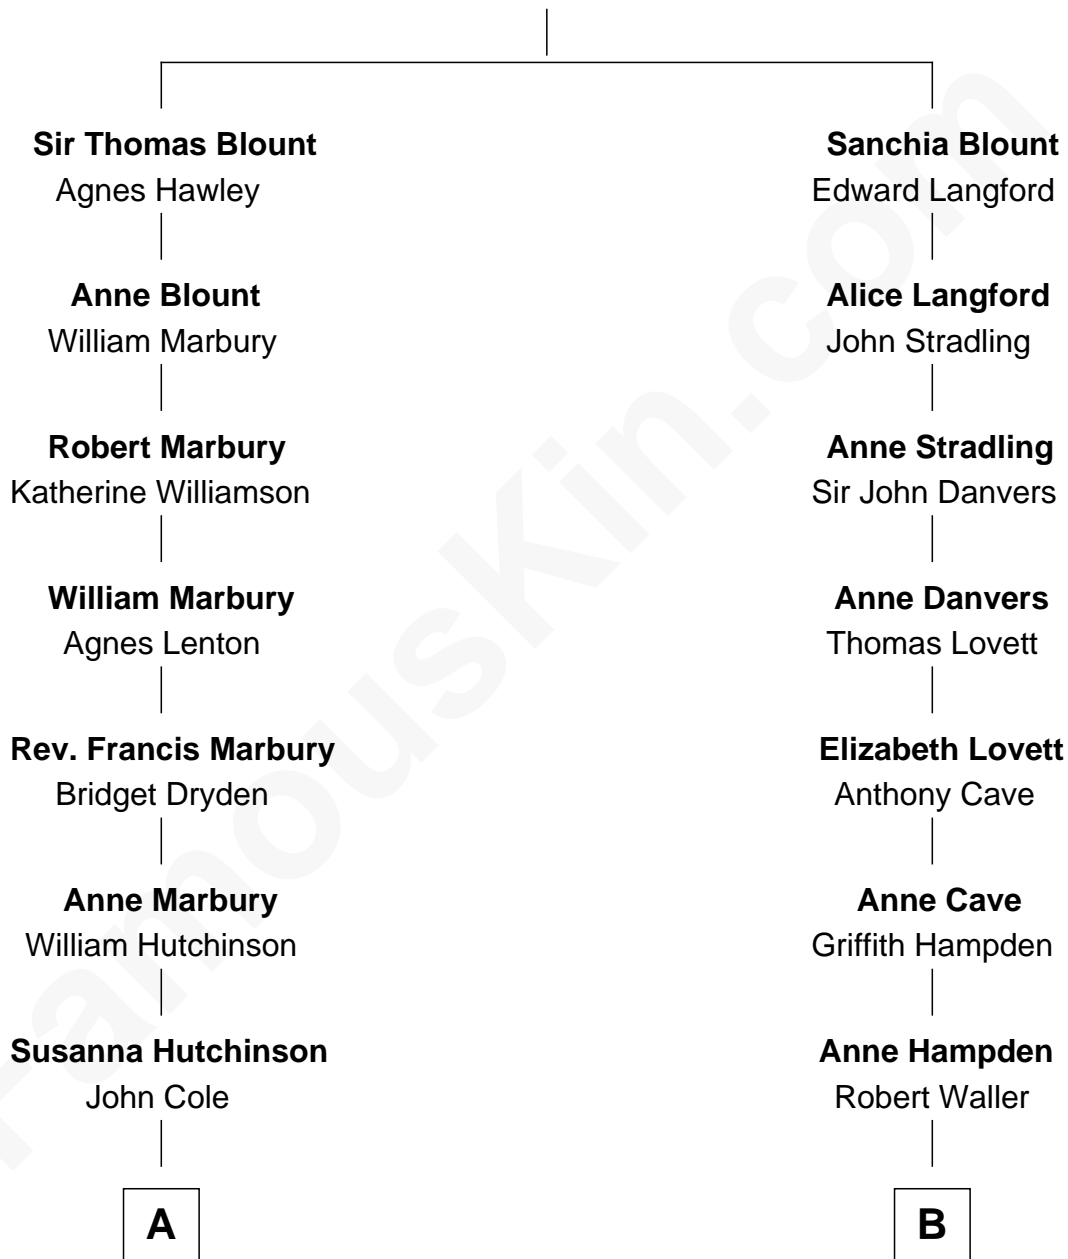 Sir Thomas Blount
Agnes Hawley
Anne Blount
William Marbury
Robert Marbury
Katherine Williamson
William Marbury
Agnes Lenton
Rev. Francis Marbury
Bridget Dryden
Anne Marbury
William Hutchinson
Susanna Hutchinson
John Cole
A
Sanchia Blount
Edward Langford
Alice Langford
John Stradling
Anne Stradling
Sir John Danvers
Anne Danvers
Thomas Lovett
Elizabeth Lovett
Anthony Cave
Anne Cave
Griffith Hampden
Anne Hampden
Robert Waller
B
FamousKin.com